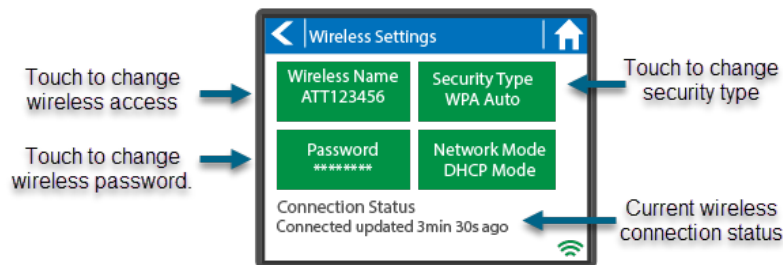 Wireless Settings
Touch to change
wireless access
Wireless Name
ATT123456
Security Type
WPA Auto
Touch to change
security type
Touch to change
wireless password.
Password
********
Network Mode
DHCP Mode
Connection Status
Connected updated 3min 30s ago
Current wireless
connection status